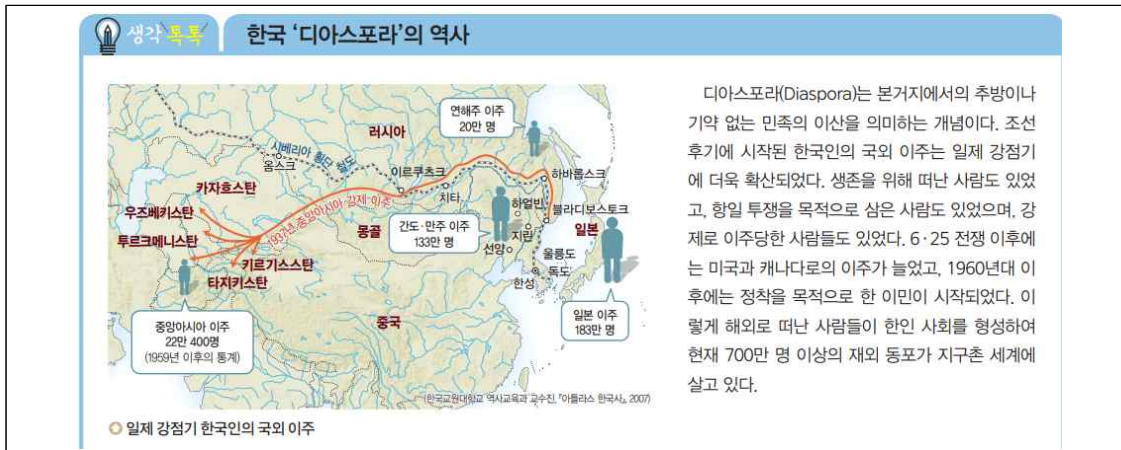 생각 톡톡
한국 ‘디아스포라’의 역사
연해주 이주
20만 명
러시아
시베리아 횡단 철도
옴스크
이르쿠츠크
하바롭스크
카자흐스탄
치타
하얼빈
우즈베키스탄
1937년 중앙아시아 강제 이주
블라디보스토크
간도·만주 이주
133만 명
몽골
지린
일본
투르크메니스탄
선양
울릉도
키르기스스탄
독도
타지키스탄
한성
중앙아시아 이주
22만 400명
(1959년 이후의 통계)
중국
일본 이주
183만 명
(한국교원대학교 역사교육과 교수진, 『아틀라스 한국사』, 2007)
일제 강점기 한국인의 국외 이주
디아스포라(Diaspora)는 본거지에서의 추방이나
기약 없는 민족의 이산을 의미하는 개념이다. 조선
후기에 시작된 한국인의 국외 이주는 일제 강점기
에 더욱 확산되었다. 생존을 위해 떠난 사람도 있었
고, 항일 투쟁을 목적으로 삼은 사람도 있었으며, 강
제로 이주당한 사람들도 있었다. 6·25 전쟁 이후에
는 미국과 캐나다로의 이주가 늘었고, 1960년대 이
후에는 정착을 목적으로 한 이민이 시작되었다. 이
렇게 해외로 떠난 사람들이 한인 사회를 형성하여
현재 700만 명 이상의 재외 동포가 지구촌 세계에
살고 있다.